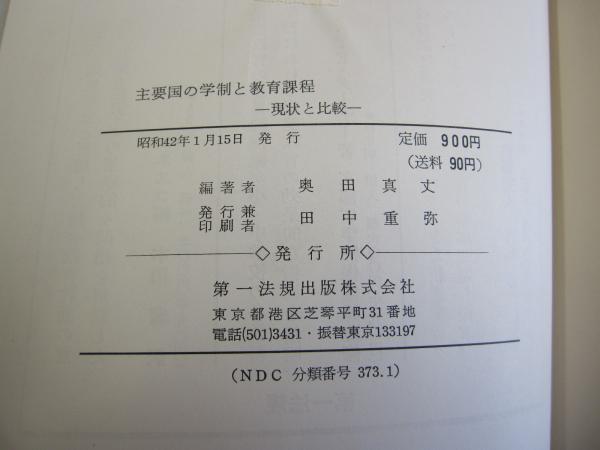 主要国の学制と教育課程
―現状と比較―
昭和42年1月15日 発行 定価 900円
(送料 90円)
編著者 奥田真丈
発行兼
印刷者 田中重弥
◇発行所◇
第一法規出版株式会社
東京都港区芝琴平町31番地
電話(501)3431・振替東京133197
(NDC 分類番号 373.1)